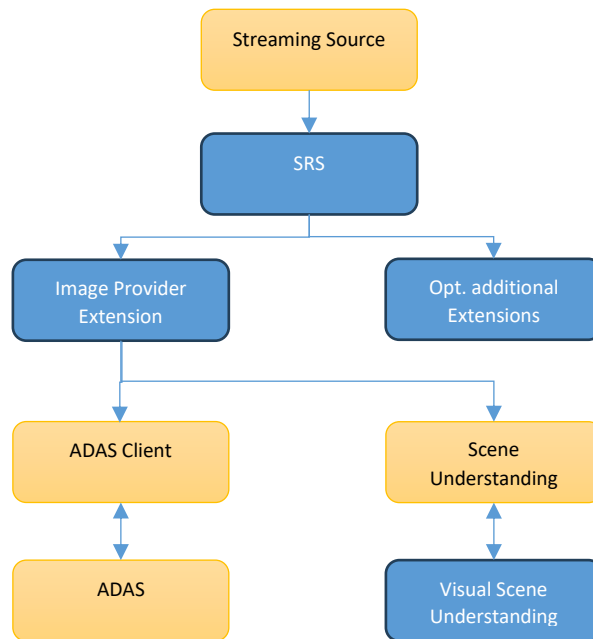 Streaming Source
SRS
Image Provider
Extension
Opt. additional
Extensions
ADAS Client
Scene
Understanding
ADAS
Visual Scene
Understanding